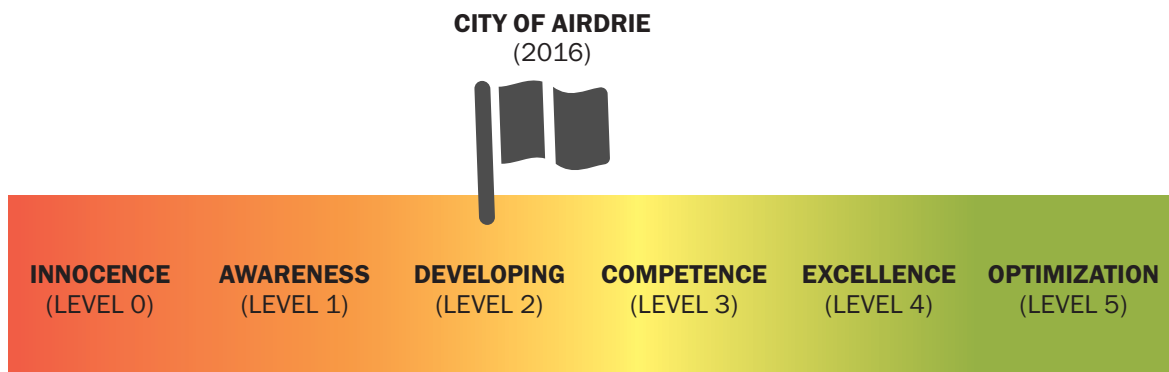 CITY OF AIRDRIE
(2016)
INNOCENCE
(LEVEL 0)
AWARENESS
(LEVEL 1)
DEVELOPING
(LEVEL 2)
COMPETENCE
(LEVEL 3)
EXCELLENCE
(LEVEL 4)
OPTIMIZATION
(LEVEL 5)